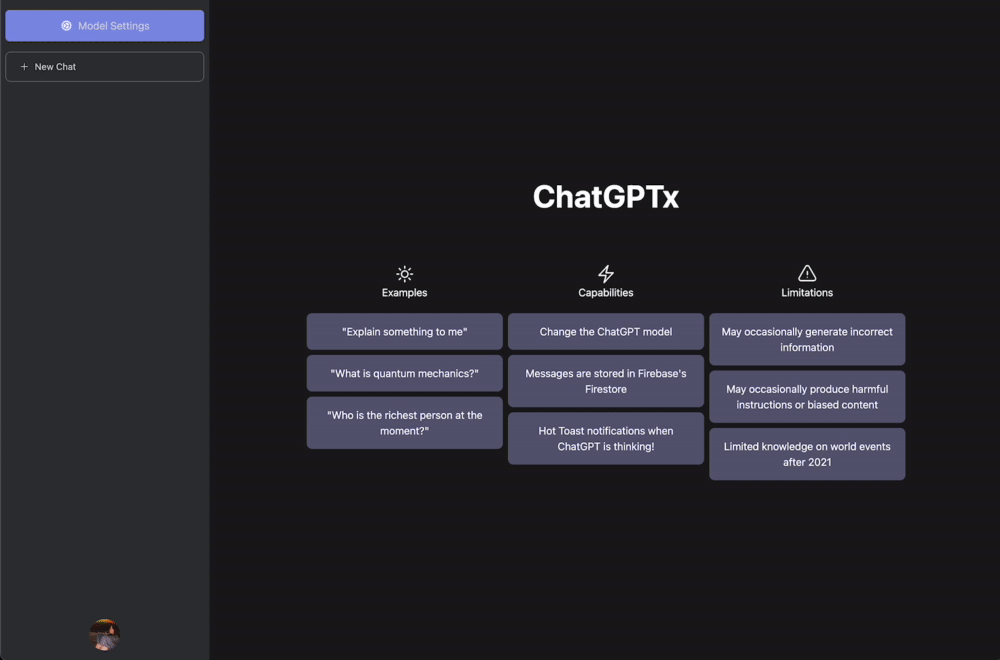 Model Settings
New Chat
ChatGPTx
Examples
"Explain something to me"
"What is quantum mechanics?"
"Who is the richest person at the
moment?"
Capabilities
Change the ChatGPT model
Messages are stored in Firebase's
Firestore
Hot Toast notifications when
ChatGPT is thinking!
Limitations
May occasionally generate incorrect
information
May occasionally produce harmful
instructions or biased content
Limited knowledge on world events
after 2021